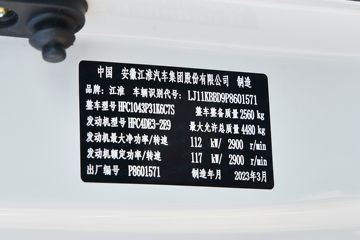 中国 安徽江淮汽车集团股份有限公司 制造
品牌：江淮 车辆识别代号：LJ11KBBD9P8601571
整车型号 HFC1043P31K6C7S 整车整备质量 2560 kg
发动机型号 HFC4DE3-2E9 最大允许总质量 4480 kg
发动机最大净功率/转速 112 kW/ 2900 r/min
发动机额定功率/转速 117 kW/ 2900 r/min
出厂编号 P8601571 制造年月 2023年3月